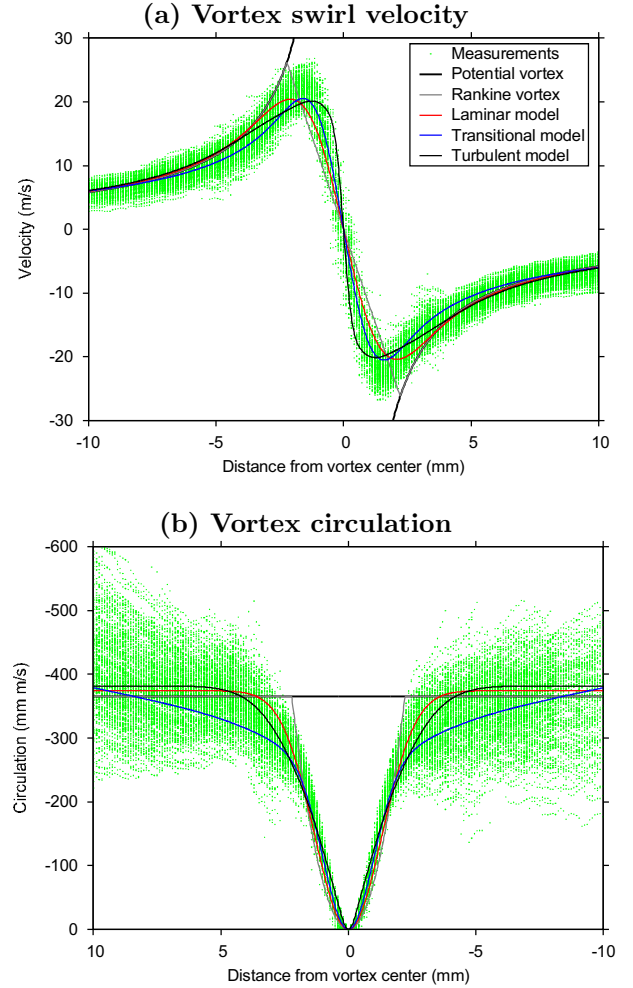 (a) Vortex swirl velocity
30
20
10
0
-10
-20
-30
Velocity (m/s)
Measurements
Potential vortex
Rankine vortex
Laminar model
Transitional model
Turbulent model
-10 -5 0 5 10
Distance from vortex center (mm)
(b) Vortex circulation
-600
-500
-400
-300
-200
-100
0
Circulation (mm m/s)
10 5 0 -5 -10
Distance from vortex center (mm)